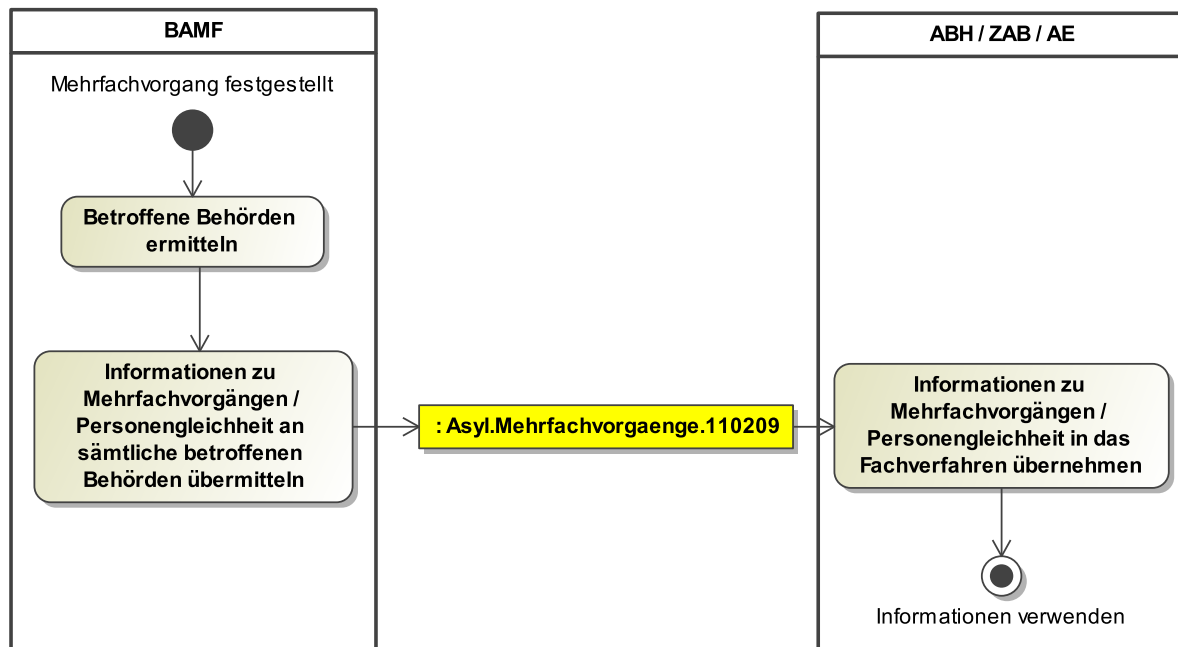 BAMF
Mehrfachvorgang festgestellt
Betroffene Behörden
ermitteln
Informationen zu
Mehrfachvorgängen /
Personengleichheit an
sämtliche betroffenen
Behörden übermitteln
: Asyl.Mehrfachvorgaenge.110209
ABH / ZAB / AE
Informationen zu
Mehrfachvorgängen /
Personengleichheit in das
Fachverfahren übernehmen
Informationen verwenden